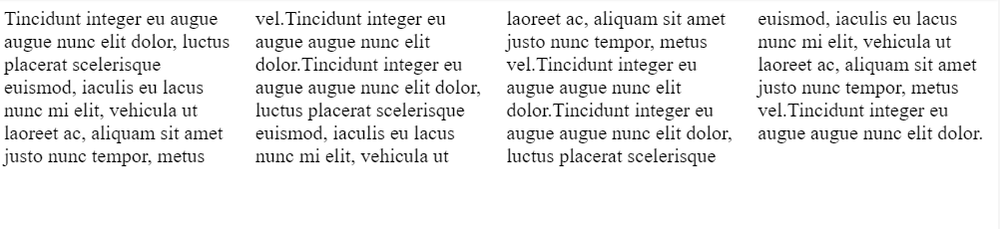 Tincidunt integer eu augue
augue nunc elit dolor, luctus
placerat scelerisque
euismod, iaculis eu lacus
nunc mi elit, vehicula ut
laoreet ac, aliquam sit amet
justo nunc tempor, metus
vel.Tincidunt integer eu
augue augue nunc elit
dolor.Tincidunt integer eu
augue augue nunc elit dolor,
luctus placerat scelerisque
euismod, iaculis eu lacus
nunc mi elit, vehicula ut
laoreet ac, aliquam sit amet
justo nunc tempor, metus
vel.Tincidunt integer eu
augue augue nunc elit
dolor.Tincidunt integer eu
augue augue nunc elit dolor,
luctus placerat scelerisque
euismod, iaculis eu lacus
nunc mi elit, vehicula ut
laoreet ac, aliquam sit amet
justo nunc tempor, metus
vel.Tincidunt integer eu
augue augue nunc elit dolor.